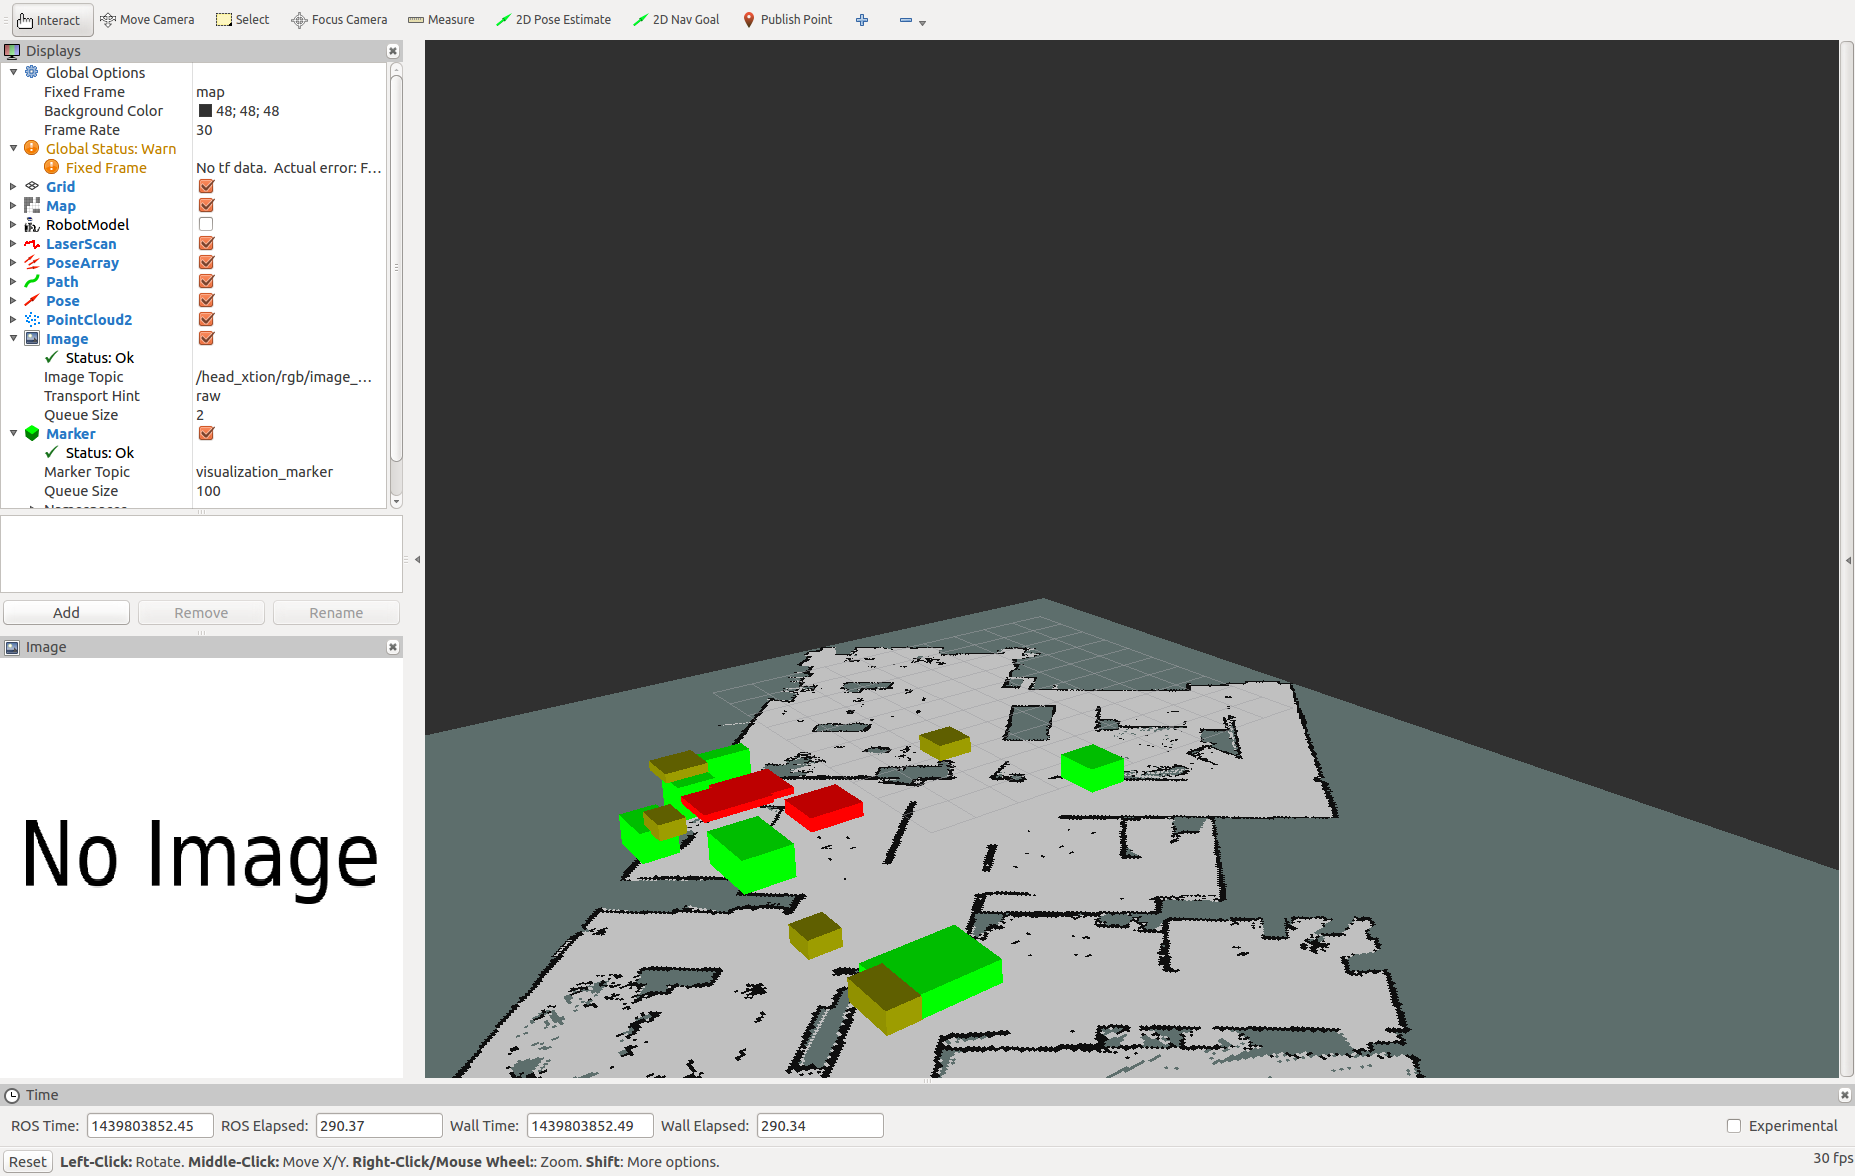 Interact Move Camera Select Focus Camera Measure 2D Pose Estimate 2D Nav Goal Publish Point
Displays
Global Options
Fixed Frame map
Background Color 48; 48; 48
Frame Rate 30
Global Status: Warn
Fixed Frame No tf data.  Actual error: F...
Grid
Map
RobotModel
LaserScan
PoseArray
Path
Pose
PointCloud2
Image
Status: Ok
Image Topic /head_xtion/rgb/image_...
Transport Hint raw
Queue Size 2
Marker
Status: Ok
Marker Topic visualization_marker
Queue Size 100
Add Remove Rename
Image
No Image
Time
ROS Time: 1439803852.45 ROS Elapsed: 290.37 Wall Time: 1439803852.49 Wall Elapsed: 290.34 Experimental
Reset Left-Click: Rotate. Middle-Click: Move X/Y. Right-Click/Mouse Wheel:: Zoom. Shift: More options. 30 fps